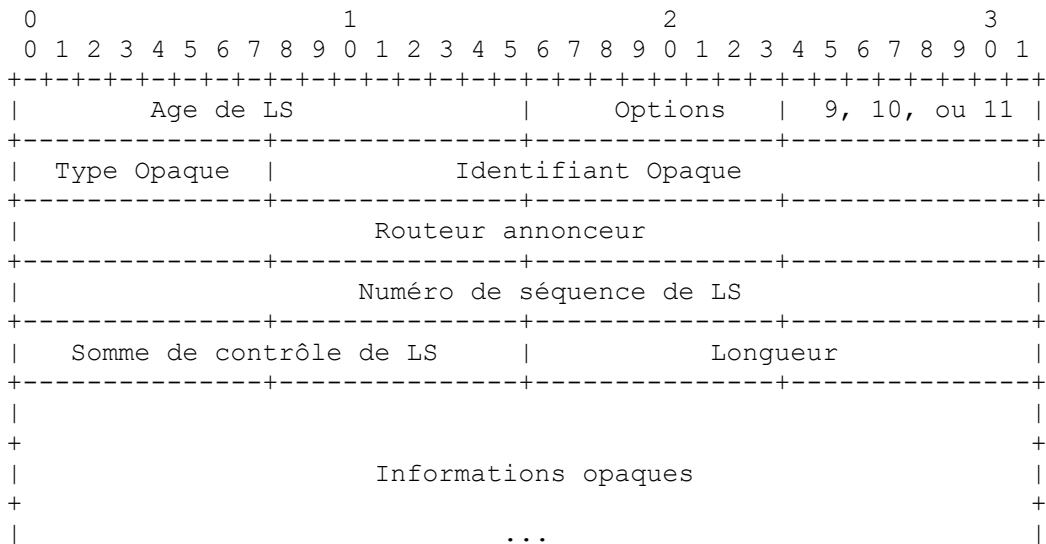 0                   1                   2                   3
 0 1 2 3 4 5 6 7 8 9 0 1 2 3 4 5 6 7 8 9 0 1 2 3 4 5 6 7 8 9 0 1
+-+-+-+-+-+-+-+-+-+-+-+-+-+-+-+-+-+-+-+-+-+-+-+-+-+-+-+-+-+-+-+-+
|        Age de LS              |     Options   |  9, 10, ou 11 |
+---------------+---------------+---------------+---------------+
|  Type Opaque  |           Identifiant Opaque                  |
+---------------+---------------+---------------+---------------+
|                      Routeur annonceur                        |
+---------------+---------------+---------------+---------------+
|                     Numéro de séquence de LS                  |
+---------------+---------------+---------------+---------------+
|   Somme de contrôle de LS     |           Longueur            |
+---------------+---------------+---------------+---------------+
|                                                               |
+                                                               +
|                      Informations opaques                     |
+                                                               +
|                              ...                              |